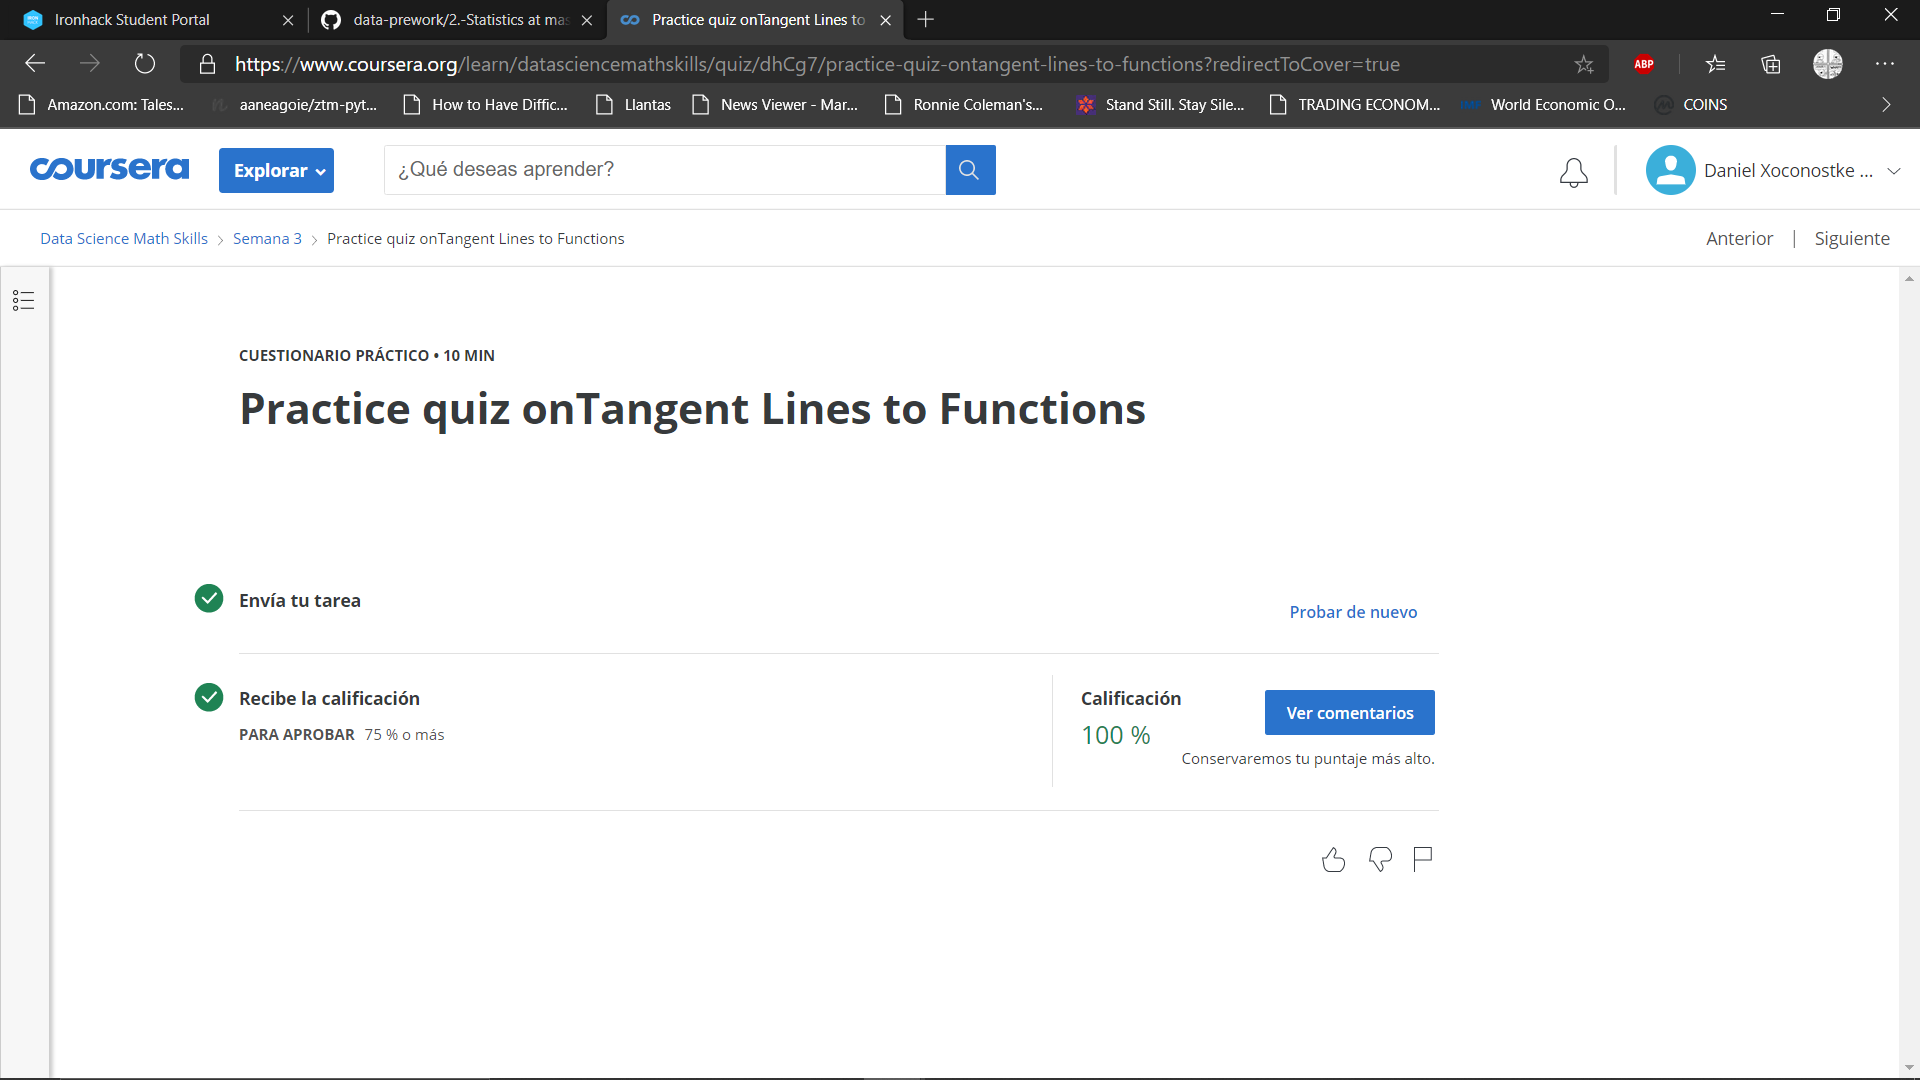 Ironhack Student Portal
data-prework/2.-Statistics at mas
Practice quiz onTangent Lines to
https://www.coursera.org/learn/datasciencemathskills/quiz/dhCg7/practice-quiz-ontangent-lines-to-functions?redirectToCover=true
ABP
Amazon.com: Tales...
aaneagoie/ztm-pyt...
How to Have Diffic...
Llantas
News Viewer - Mar...
Ronnie Coleman's...
Stand Still. Stay Sile...
TRADING ECONOM...
World Economic O...
COINS
coursera
Explorar
¿Qué deseas aprender?
Daniel Xoconostke ...
Data Science Math Skills
Semana 3
Practice quiz onTangent Lines to Functions
Anterior | Siguiente
CUESTIONARIO PRÁCTICO • 10 MIN
Practice quiz onTangent Lines to Functions
Envía tu tarea
Probar de nuevo
Recibe la calificación
PARA APROBAR 75 % o más
Calificación
100 %
Ver comentarios
Conservaremos tu puntaje más alto.